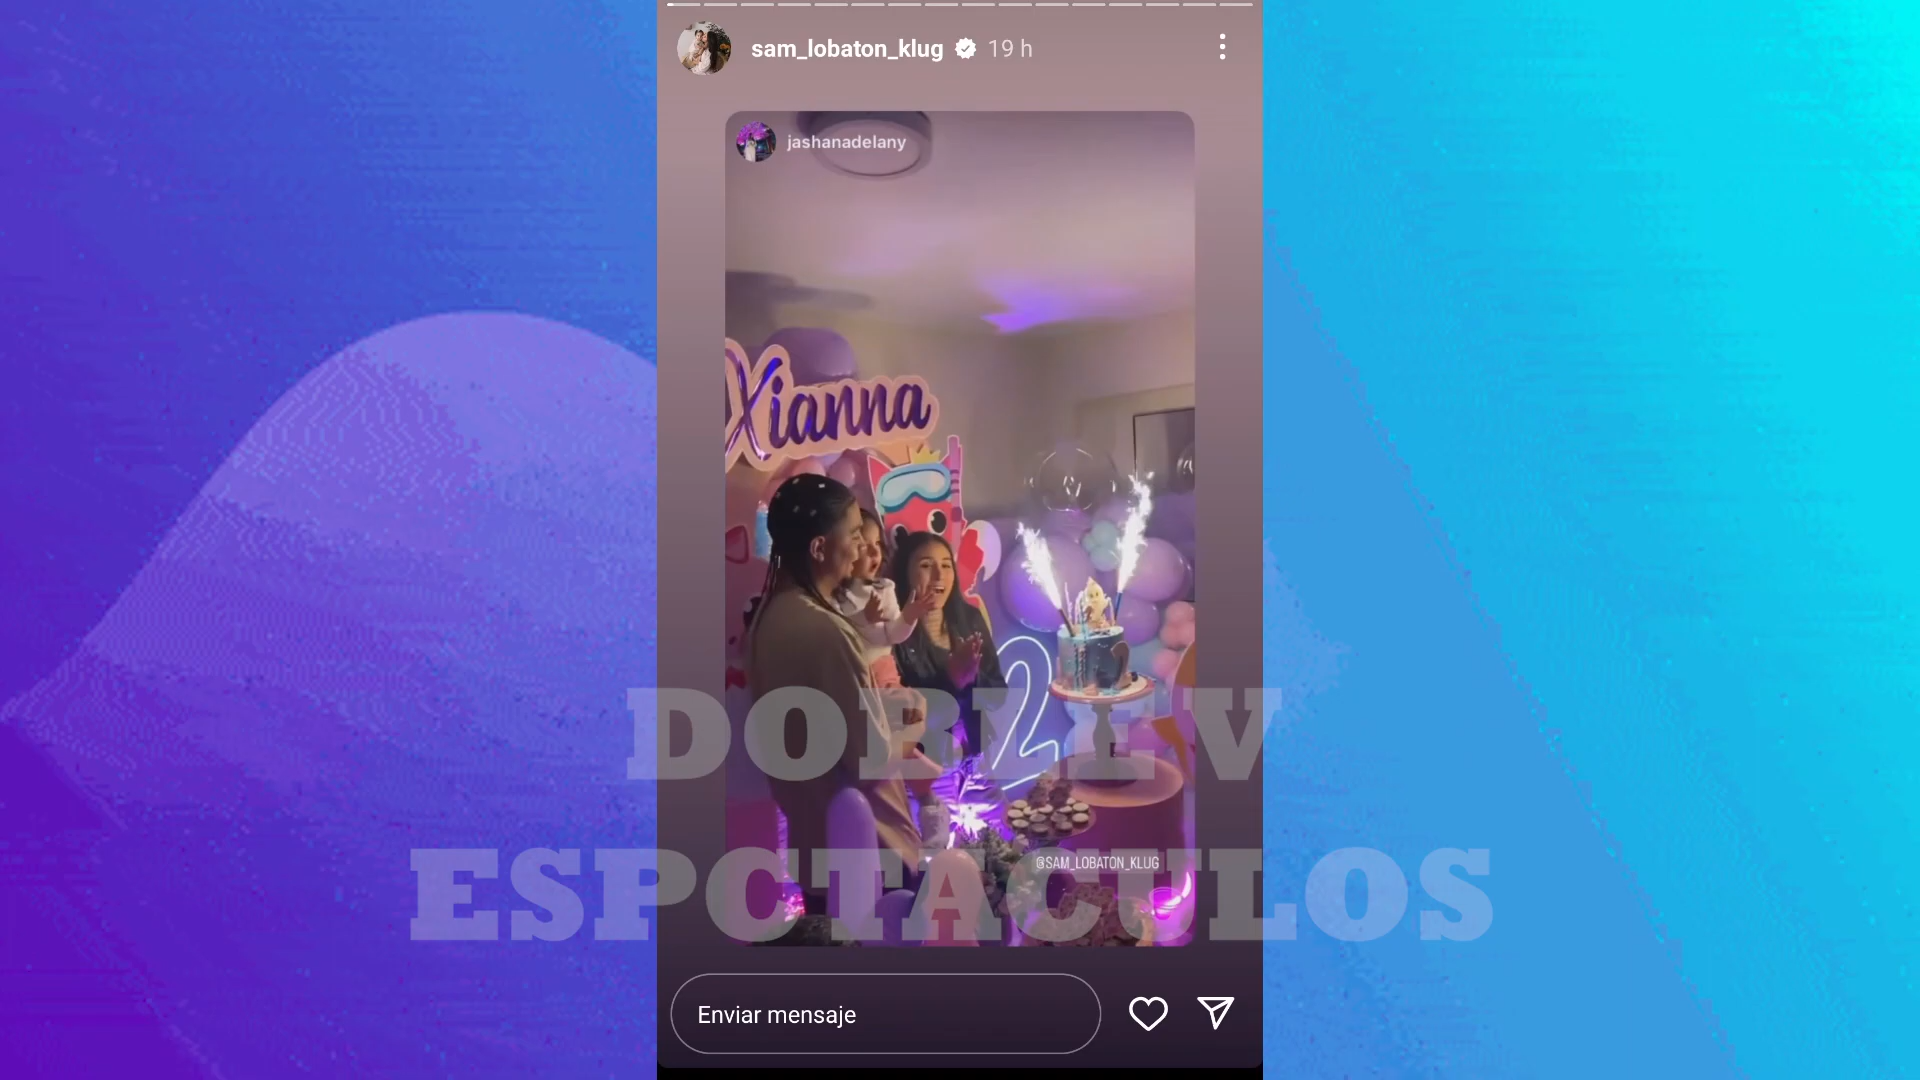 sam_lobaton_klug 19 h
jashanadelany
Xianna
2
@SAM_LOBATON_KLUG
DOBLE V
ESPCTACULOS
Enviar mensaje